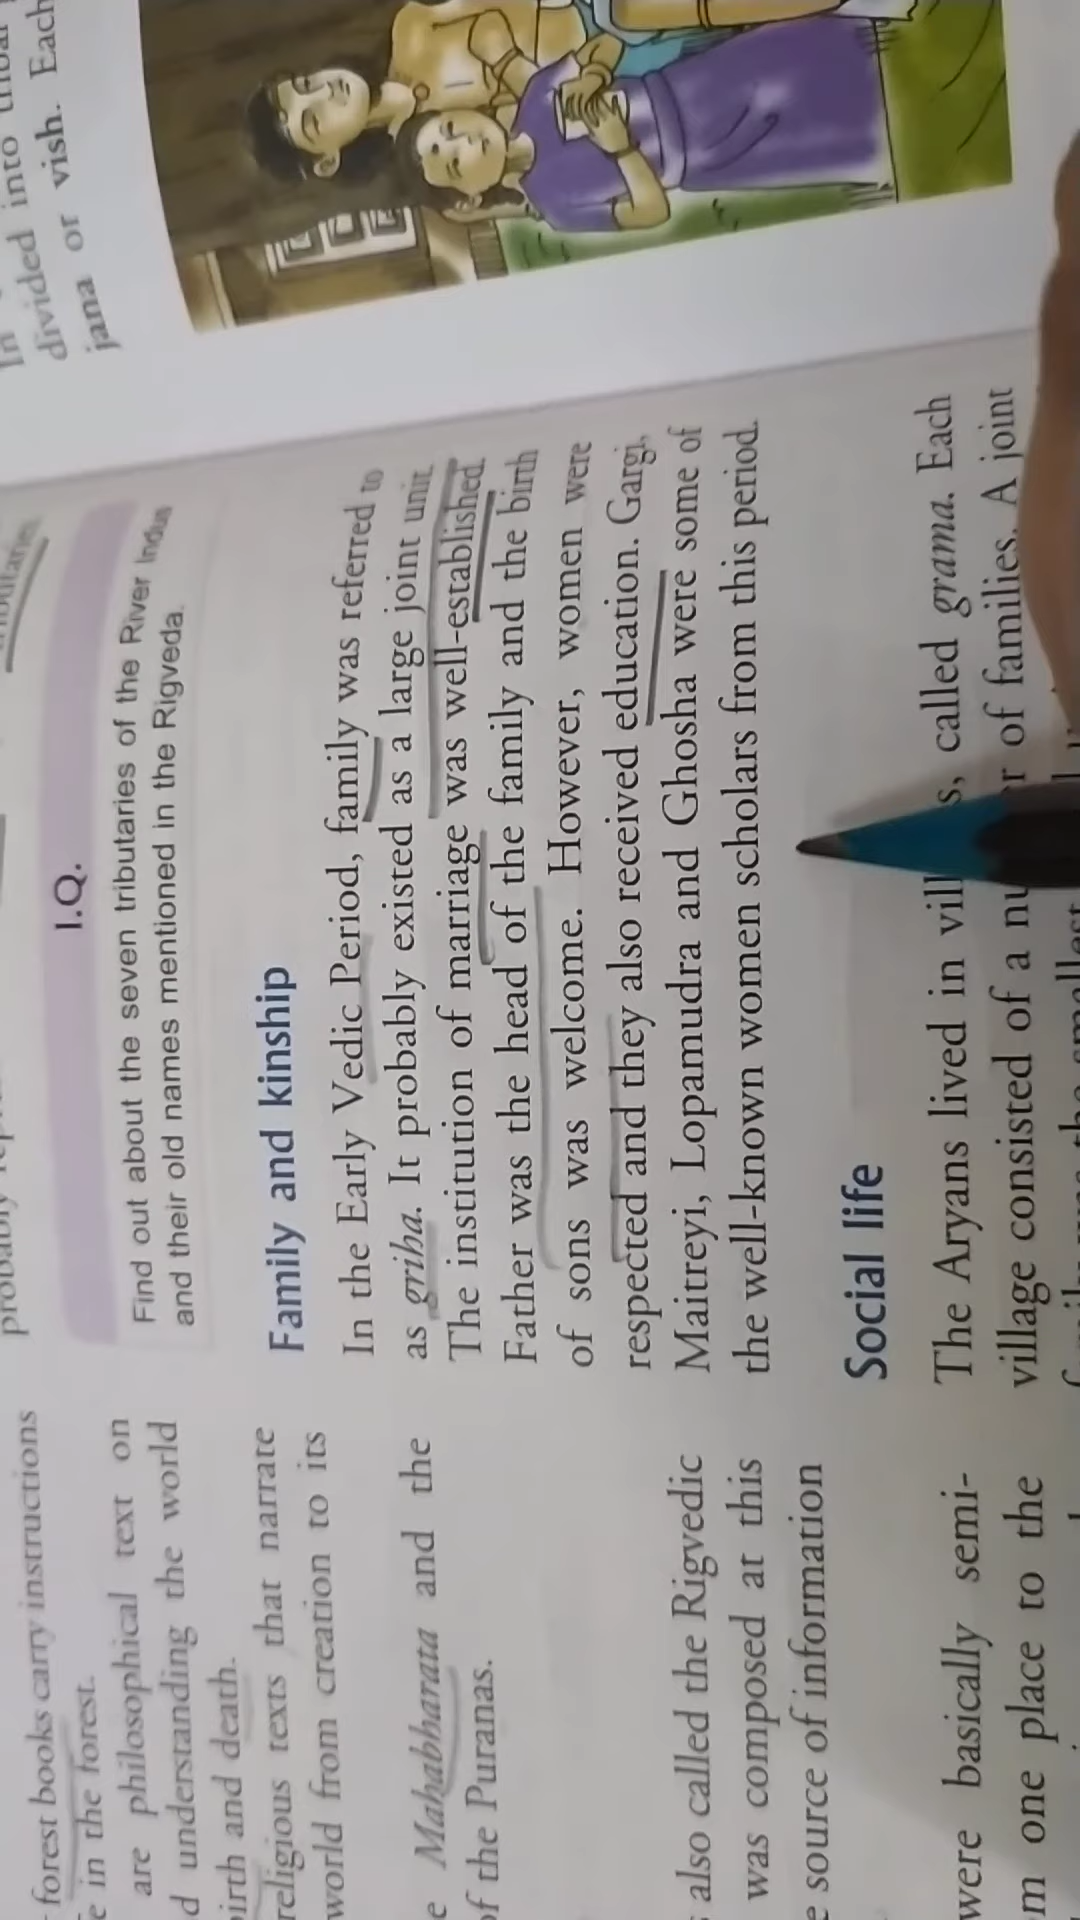 forest books carry instructions
in the forest.
are philosophical text on
understanding the world
and death.
religious texts that narrate
world from creation to its
Mahabharata and the
of the Puranas.
also called the Rigvedic
was composed at this
source of information
were basically semi-
one place to the
I.Q.
Find out about the seven tributaries of the River Indus
and their old names mentioned in the Rigveda.
Family and kinship
In the Early Vedic Period, family was referred to
as griha. It probably existed as a large joint unit.
The institution of marriage was well-established.
Father was the head of the family and the birth
of sons was welcome. However, women were
respected and they also received education. Gargi,
Maitreyi, Lopamudra and Ghosha were some of
the well-known women scholars from this period.
Social life
The Aryans lived in called grama. Each
village consisted of a of families. A joint
divided into Each
jana or vish.